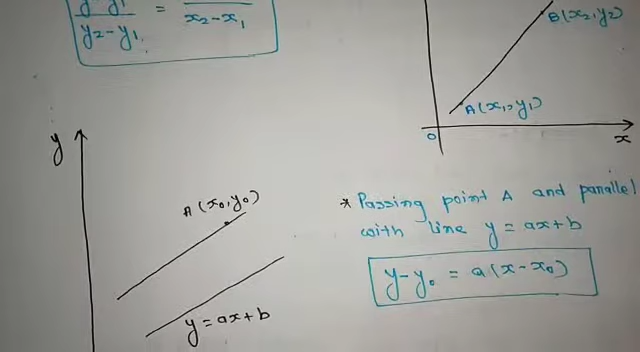 y₂-y₁ = x₂-x₁
B(x₂,y₂)
A(x₁,y₁)
0
x
y
A(x₀,y₀)
* Passing point A and parallel
with line y = ax+b
y-y₀ = a(x-x₀)
y=ax+b